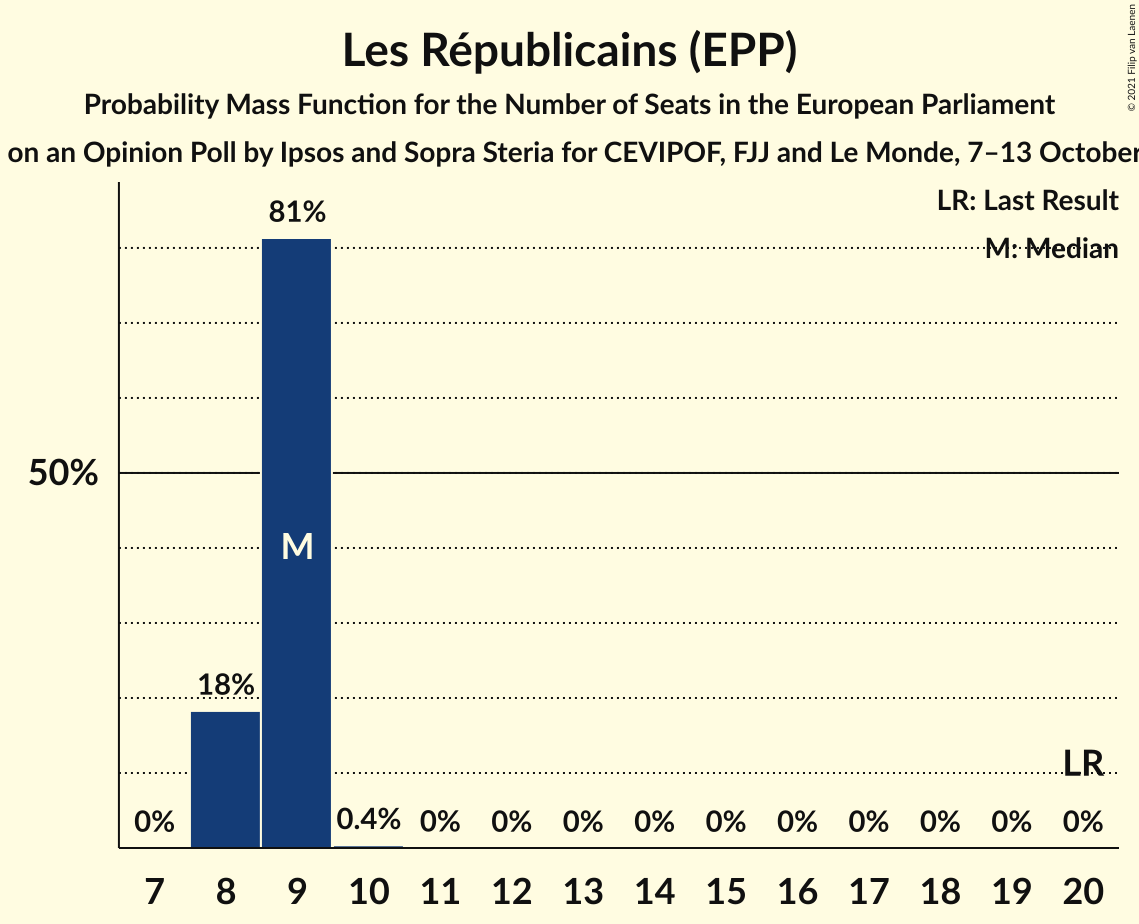 Les Républicains (EPP)
Probability Mass Function for the Number of Seats in the European Parliament
on an Opinion Poll by Ipsos and Sopra Steria for CEVIPOF, FJJ and Le Monde, 7–13 October
© 2021 Filip van Laenen
LR: Last Result
M: Median
81%
50%
M
18%
LR
0% 0.4% 0% 0% 0% 0% 0% 0% 0% 0% 0% 0%
7 8 9 10 11 12 13 14 15 16 17 18 19 20